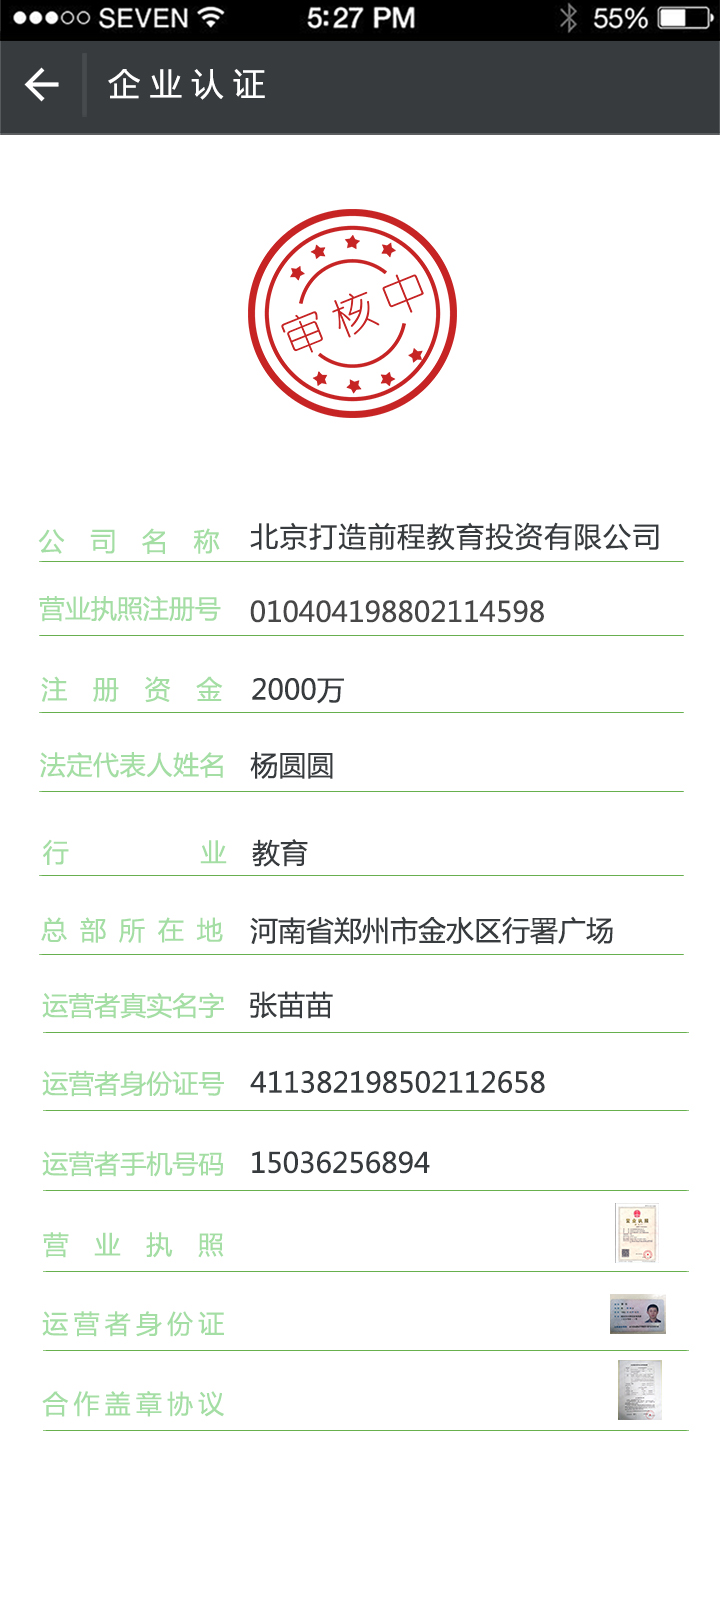 SEVEN 5:27 PM 55%
企业认证
审核中
公司名称 北京打造前程教育投资有限公司
营业执照注册号 010404198802114598
注册资金 2000万
法定代表人姓名 杨圆圆
行业 教育
总部所在地 河南省郑州市金水区行署广场
运营者真实名字 张苗苗
运营者身份证号 411382198502112658
运营者手机号码 15036256894
营业执照
运营者身份证
合作盖章协议